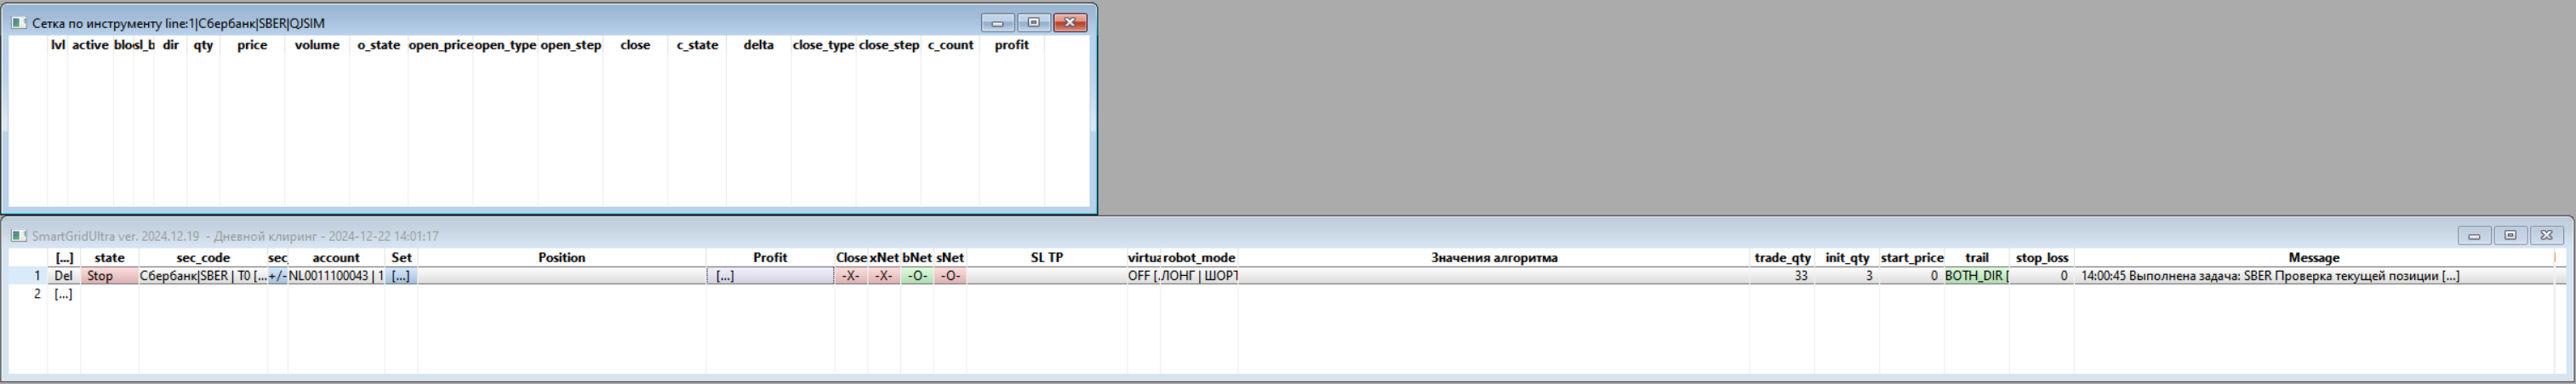 Сетка по инструменту line:1|Сбербанк|SBER|QJSIM
lvl active blo sl_b dir qty price volume o_state open_price open_type open_step close c_state delta close_type close_step c_count profit
SmartGridUltra ver. 2024.12.19 - Дневной клиринг - 2024-12-22 14:01:17
[...] state sec_code sec account Set Position Profit Close xNet bNet sNet SL TP virtua robot_mode Значения алгоритма trade_qty init_qty start_price trail stop_loss Message
1 Del Stop Сбербанк|SBER | T0 [... +/- NL0011100043 | 1 [...] [...] -X- -X- -O- -O- OFF [. ЛОНГ | ШОРТ 33 3 0 BOTH_DIR [ 0 14:00:45 Выполнена задача: SBER Проверка текущей позиции [...]
2 [...]